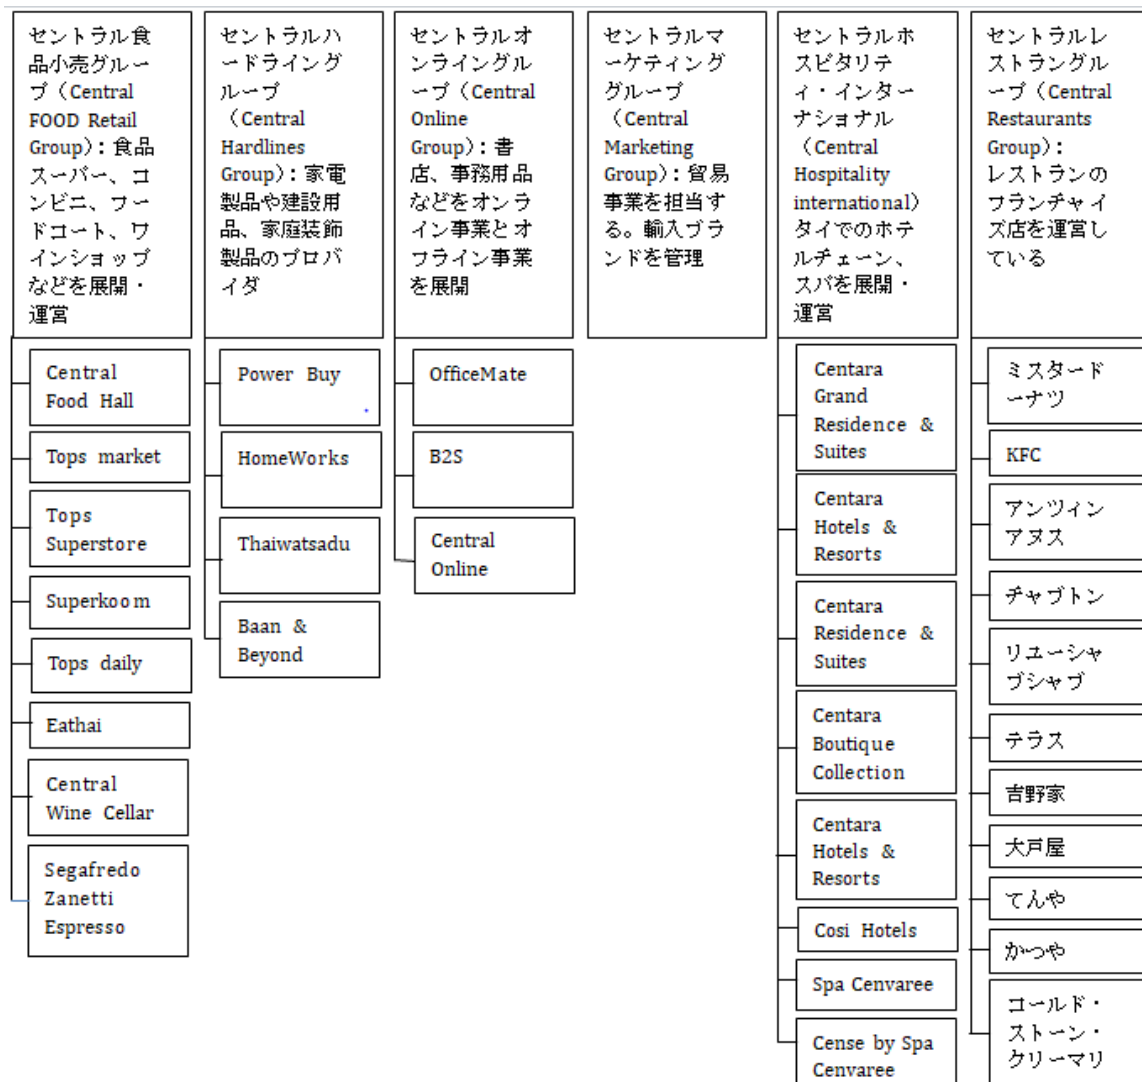 セントラル食
品小売グルー
プ（Central
FOOD Retail
Group）：食品
スーパー、コ
ンビニ、フー
ドコート、ワ
インショップ
などを展開・
運営
Central
Food Hall
Tops market
Tops
Superstore
Superkoom
Tops daily
Eathai
Central
Wine Cellar
Segafredo
Zanetti
Espresso
セントラルハ
ードライング
ループ
（Central
Hardlines
Group）：家電
製品や建設用
品、家庭装飾
製品のプロバ
イダ
Power Buy
HomeWorks
Thaiwatsadu
Baan &
Beyond
セントラルオ
ンライングル
ープ（Central
Online
Group）：書
店、事務用品
などをオンラ
イン事業とオ
フライン事業
を展開
OfficeMate
B2S
Central
Online
セントラルマ
ーケティング
グループ
（Central
Marketing
Group）：貿易
事業を担当す
る。輸入ブラ
ンドを管理
セントラルホ
スピタリテ
ィ・インター
ナショナル
（Central
Hospitality
international）
タイでのホテ
ルチェーン、
スパを展開・
運営
Centara
Grand
Residence &
Suites
Centara
Hotels &
Resorts
Centara
Residence &
Suites
Centara
Boutique
Collection
Centara
Hotels &
Resorts
Cosi Hotels
Spa Cenvaree
Cense by Spa
Cenvaree
セントラルレ
ストラングル
ープ（Central
Restaurants
Group）：
レストランの
フランチャイ
ズ店を運営し
ている
ミスタード
ーナツ
KFC
アンツィン
アヌス
チャブトン
リューシャ
ブシャブ
テラス
吉野家
大戸屋
てんや
かつや
コールド・
ストーン・
クリーマリ